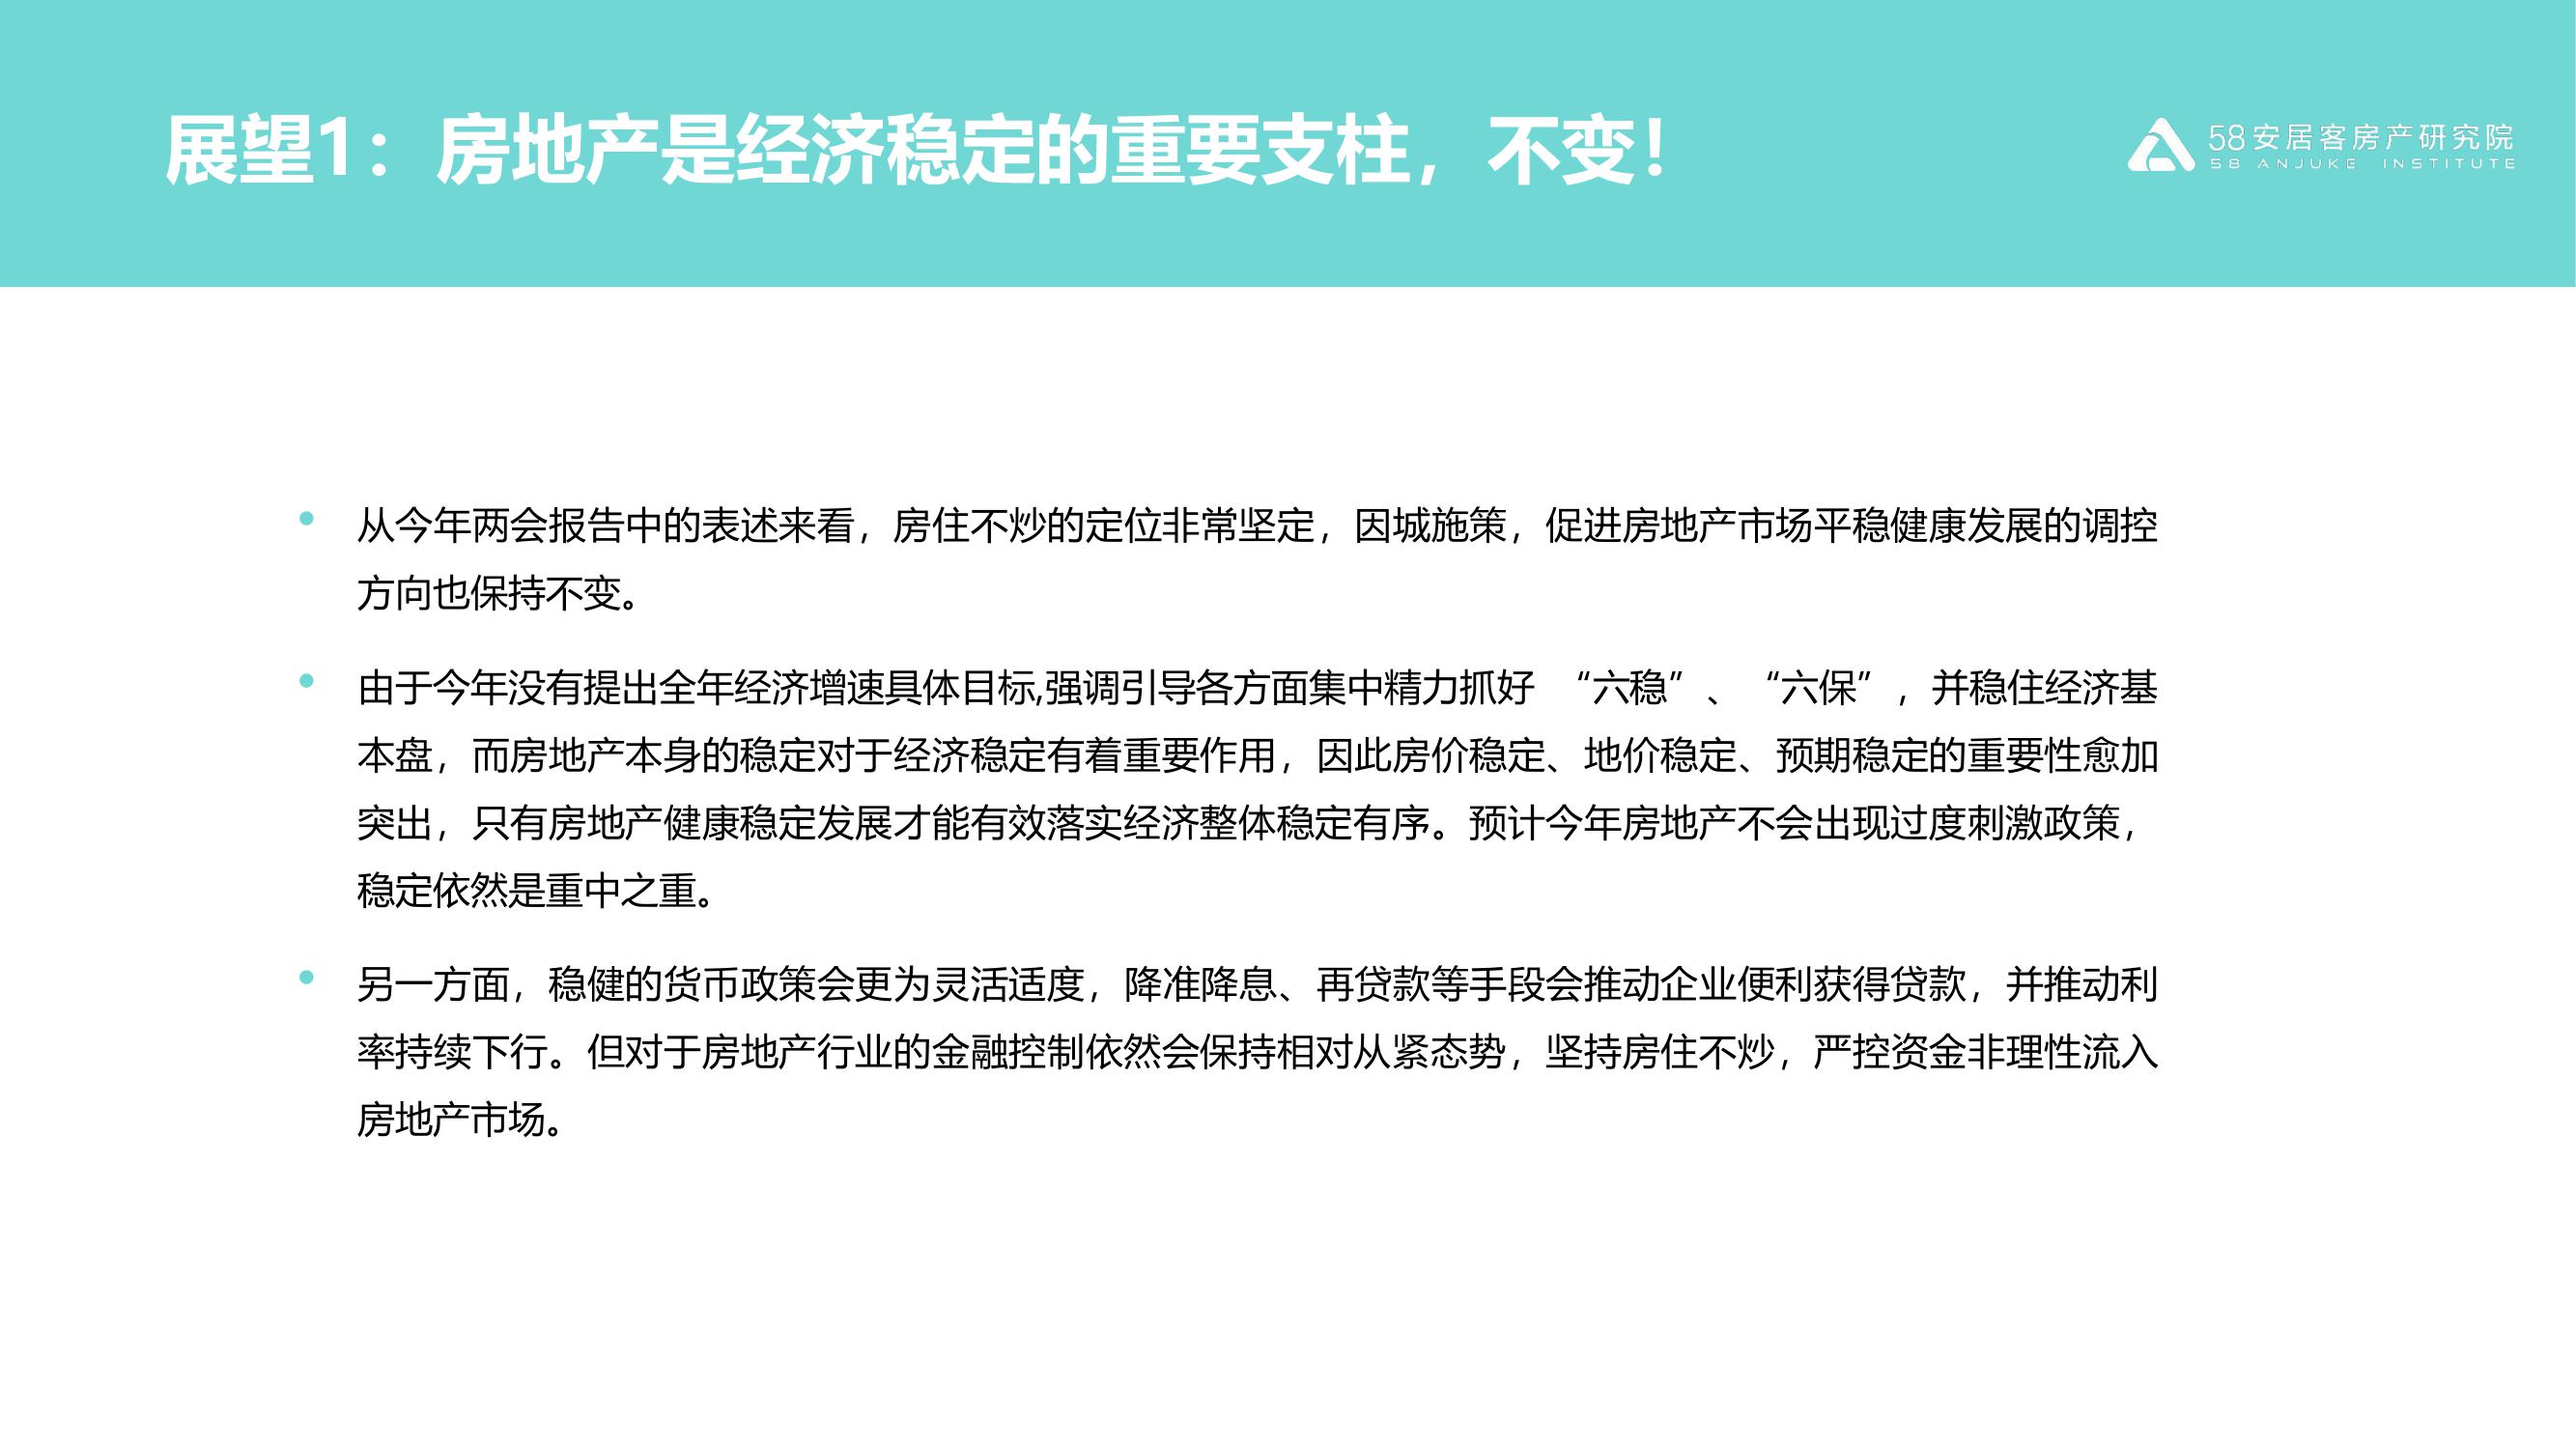 展望1：房地产是经济稳定的重要支柱，不变！
58安居客房产研究院
58 ANJUKE INSTITUTE
从今年两会报告中的表述来看，房住不炒的定位非常坚定，因城施策，促进房地产市场平稳健康发展的调控
方向也保持不变。
由于今年没有提出全年经济增速具体目标,强调引导各方面集中精力抓好 “六稳”、“六保”，并稳住经济基
本盘，而房地产本身的稳定对于经济稳定有着重要作用，因此房价稳定、地价稳定、预期稳定的重要性愈加
突出，只有房地产健康稳定发展才能有效落实经济整体稳定有序。预计今年房地产不会出现过度刺激政策，
稳定依然是重中之重。
另一方面，稳健的货币政策会更为灵活适度，降准降息、再贷款等手段会推动企业便利获得贷款，并推动利
率持续下行。但对于房地产行业的金融控制依然会保持相对从紧态势，坚持房住不炒，严控资金非理性流入
房地产市场。